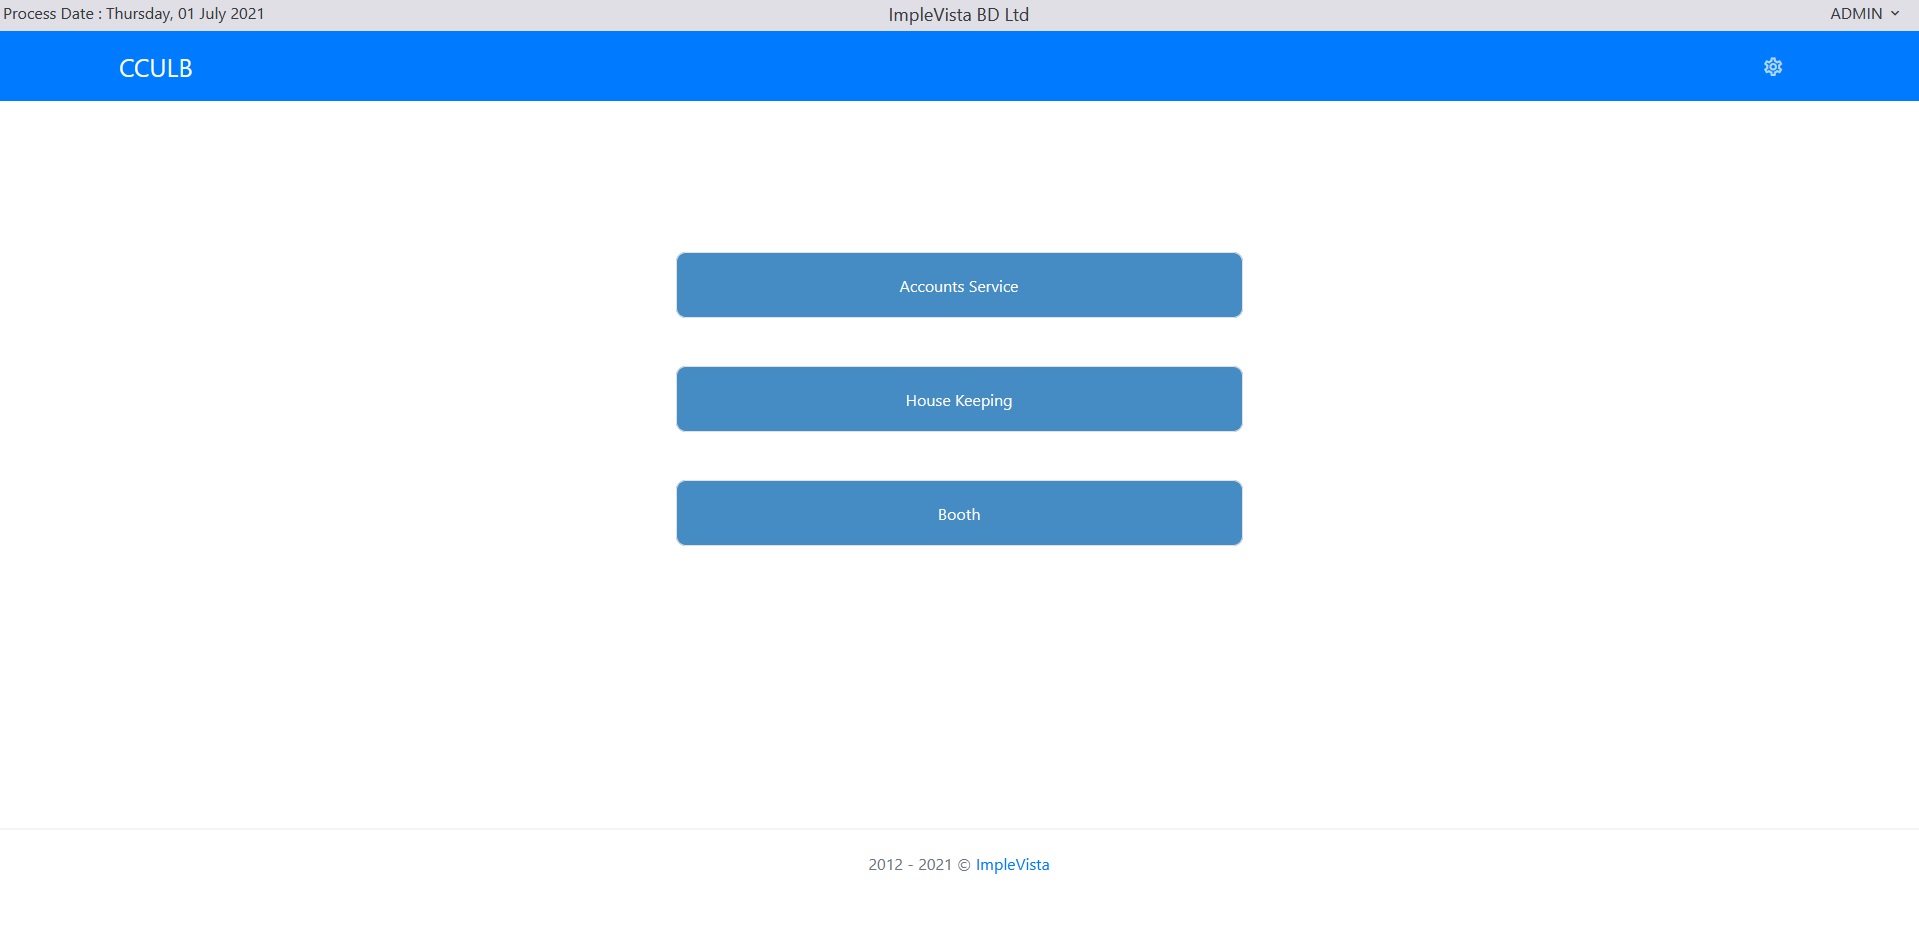 Process Date : Thursday, 01 July 2021
ImpleVista BD Ltd
ADMIN
CCULB
Accounts Service
House Keeping
Booth
2012 - 2021 © ImpleVista